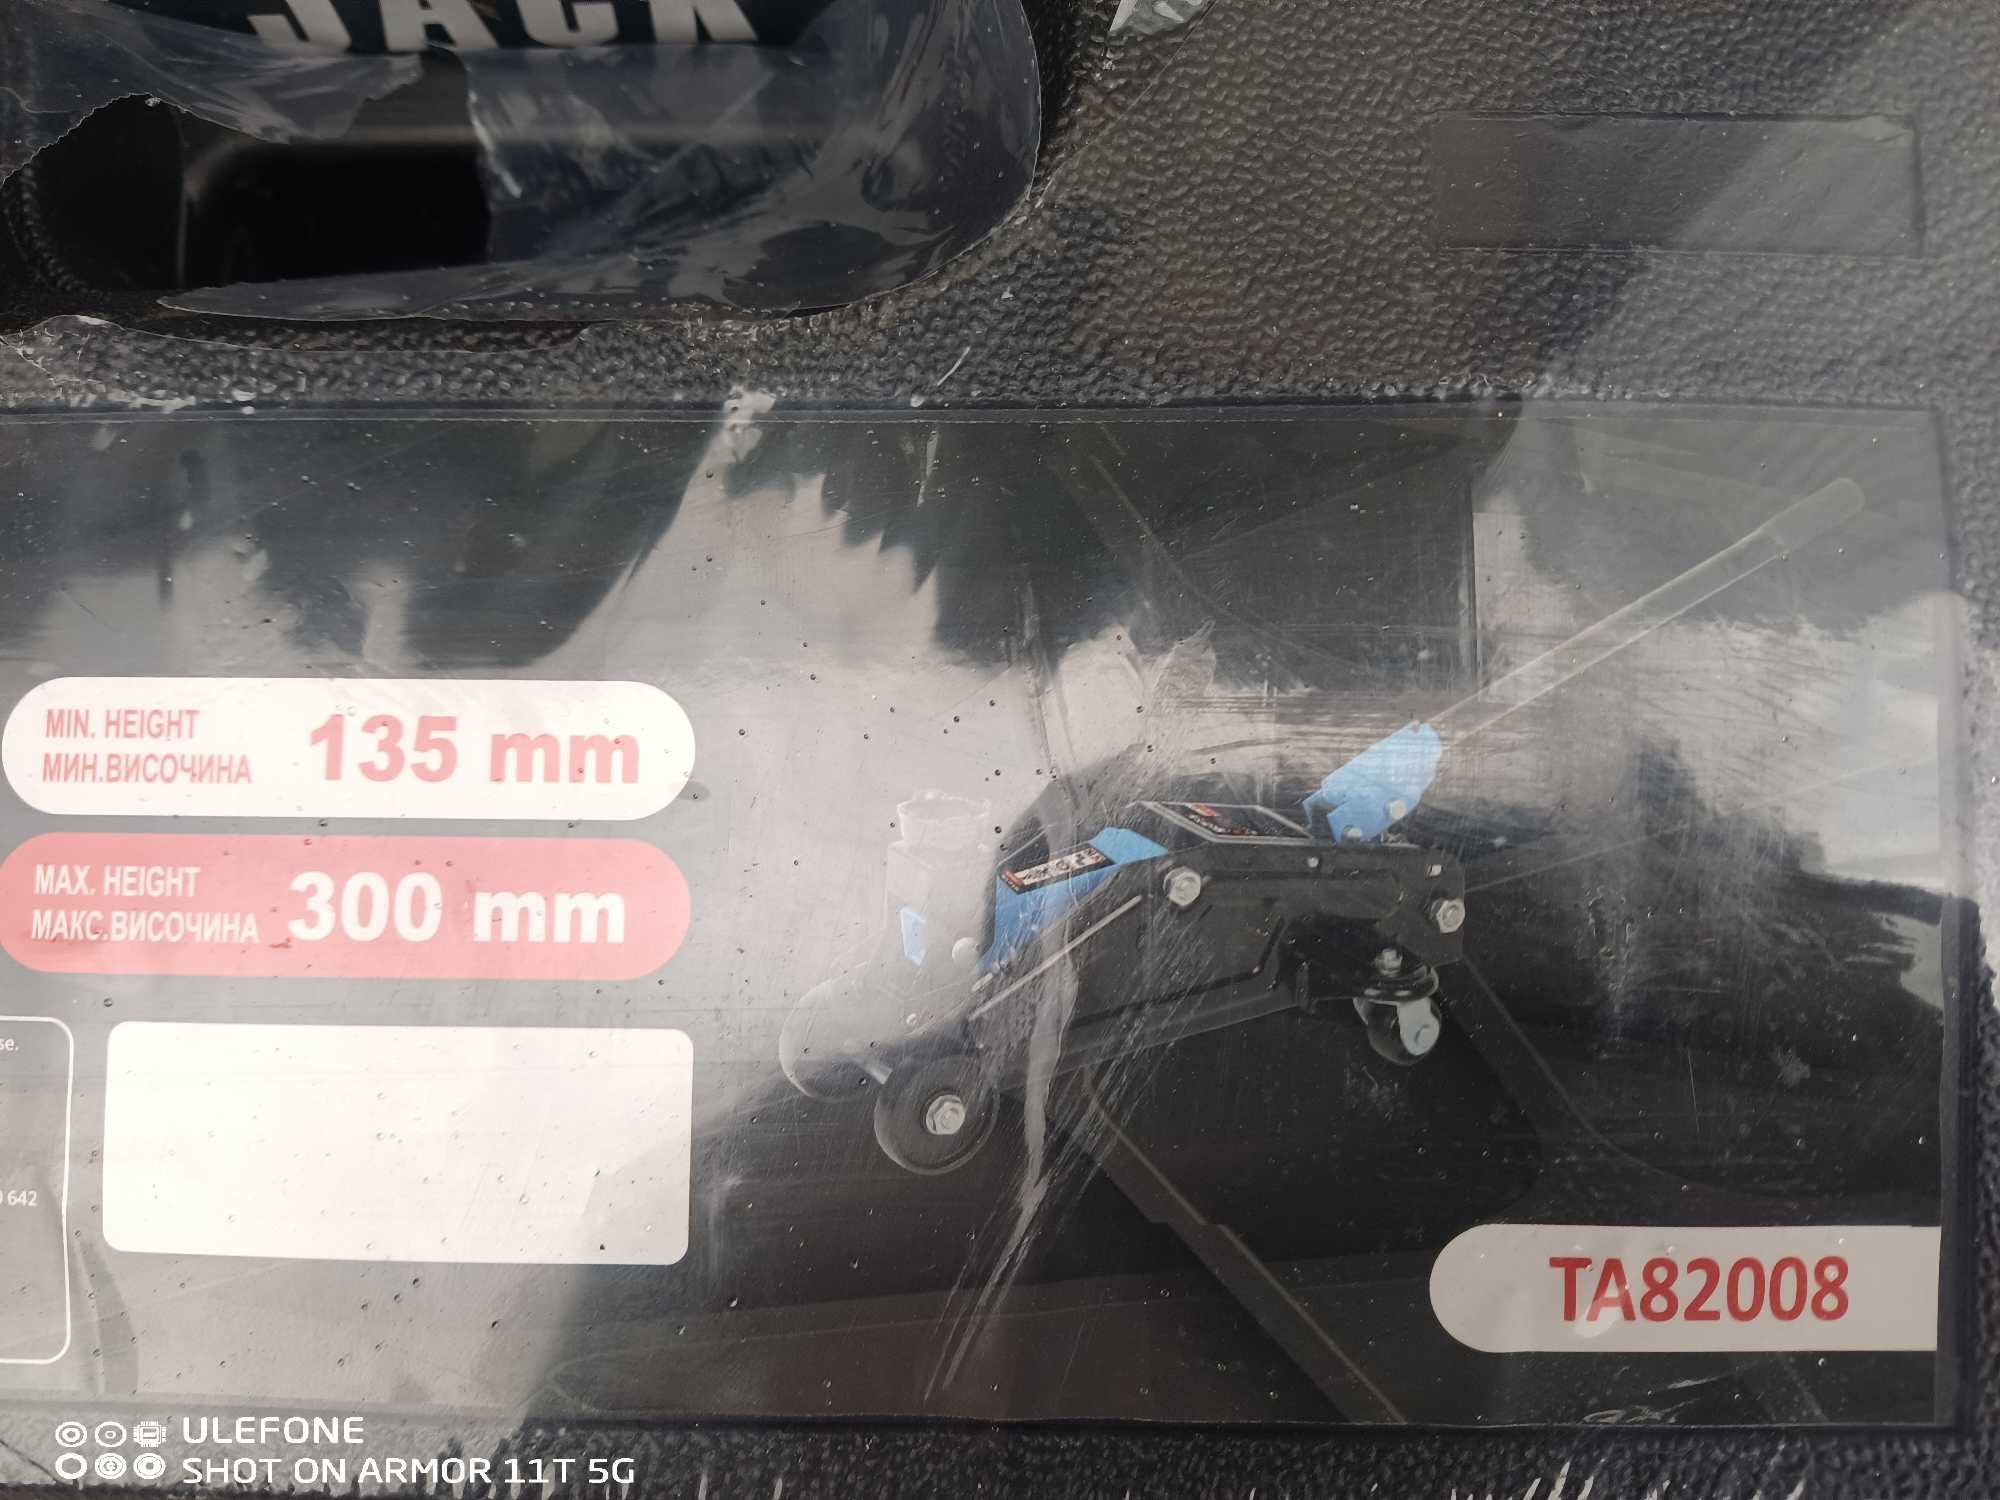 JACK
MIN. HEIGHT
МИН.ВИСОЧИНА
135 mm
MAX. HEIGHT
МАКС.ВИСОЧИНА
300 mm
se.
642
TA82008
ULEFONE
SHOT ON ARMOR 11T 5G